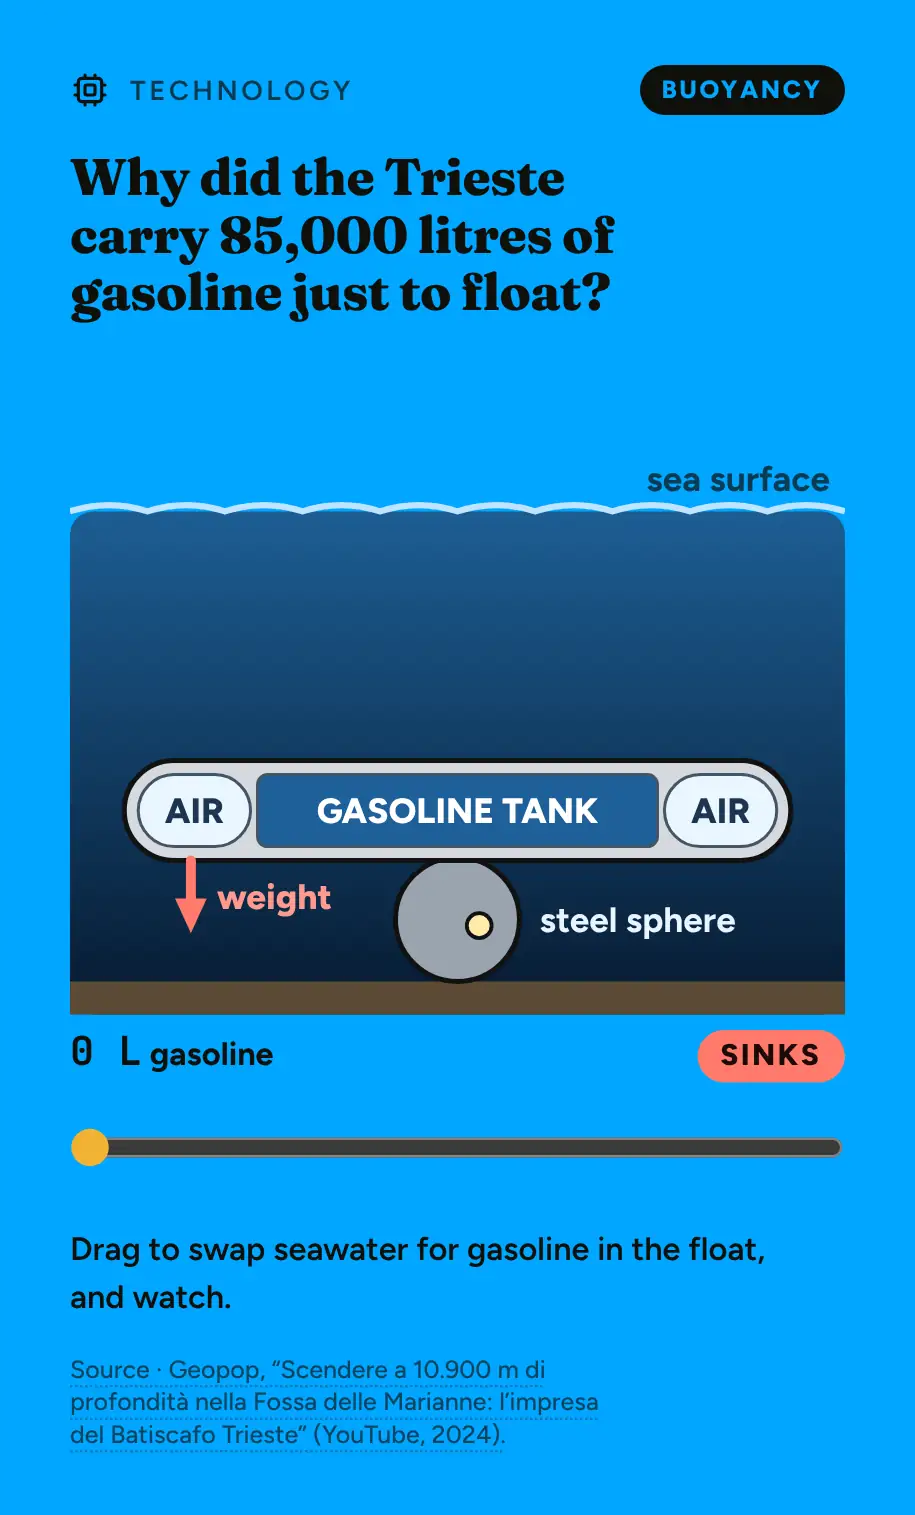 TECHNOLOGY
BUOYANCY
Why did the Trieste
carry 85,000 litres of
gasoline just to float?
sea surface
AIR
GASOLINE TANK
AIR
weight
steel sphere
0 L gasoline
SINKS
Drag to swap seawater for gasoline in the float,
and watch.
Source · Geopop, “Scendere a 10.900 m di
profondità nella Fossa delle Marianne: l’impresa
del Batiscafo Trieste” (YouTube, 2024).